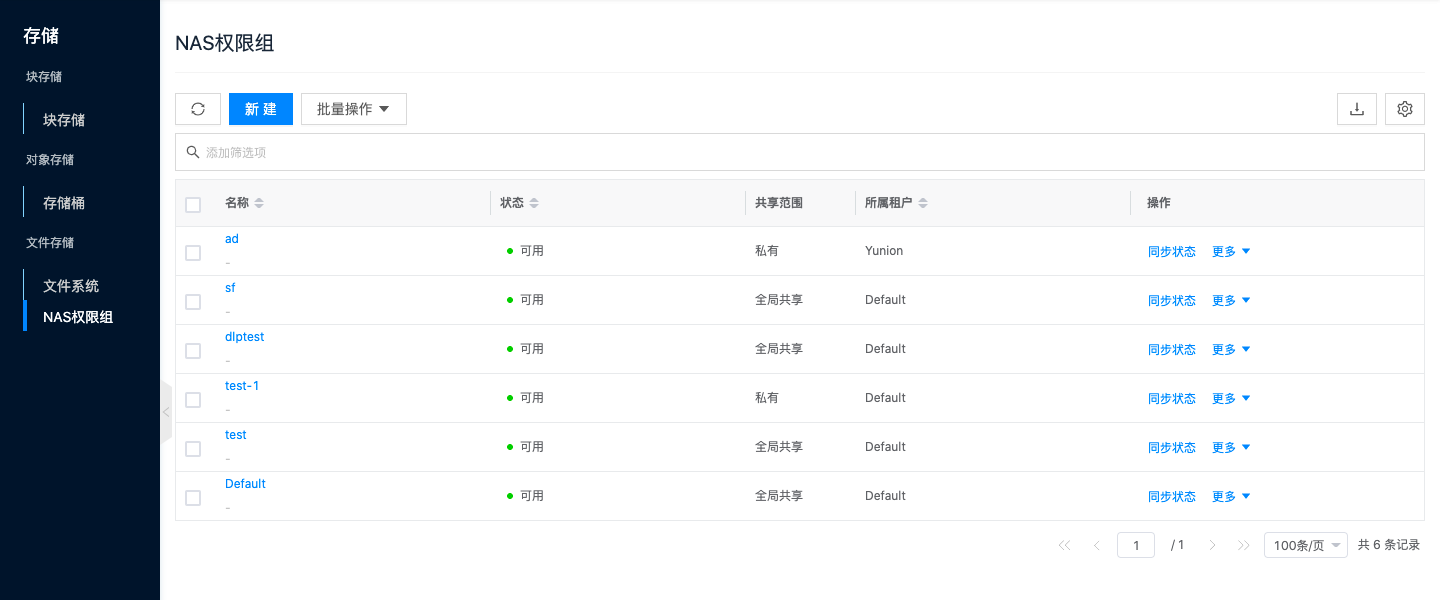 存储
块存储
块存储
对象存储
存储桶
文件存储
文件系统
NAS权限组
NAS权限组
新 建 批量操作
添加筛选项
名称 状态 共享范围 所属租户 操作
ad 可用 私有 Yunion 同步状态 更多
-
sf 可用 全局共享 Default 同步状态 更多
-
dlptest 可用 全局共享 Default 同步状态 更多
-
test-1 可用 私有 Default 同步状态 更多
-
test 可用 全局共享 Default 同步状态 更多
-
Default 可用 全局共享 Default 同步状态 更多
-
1 / 1 100条/页 共 6 条记录